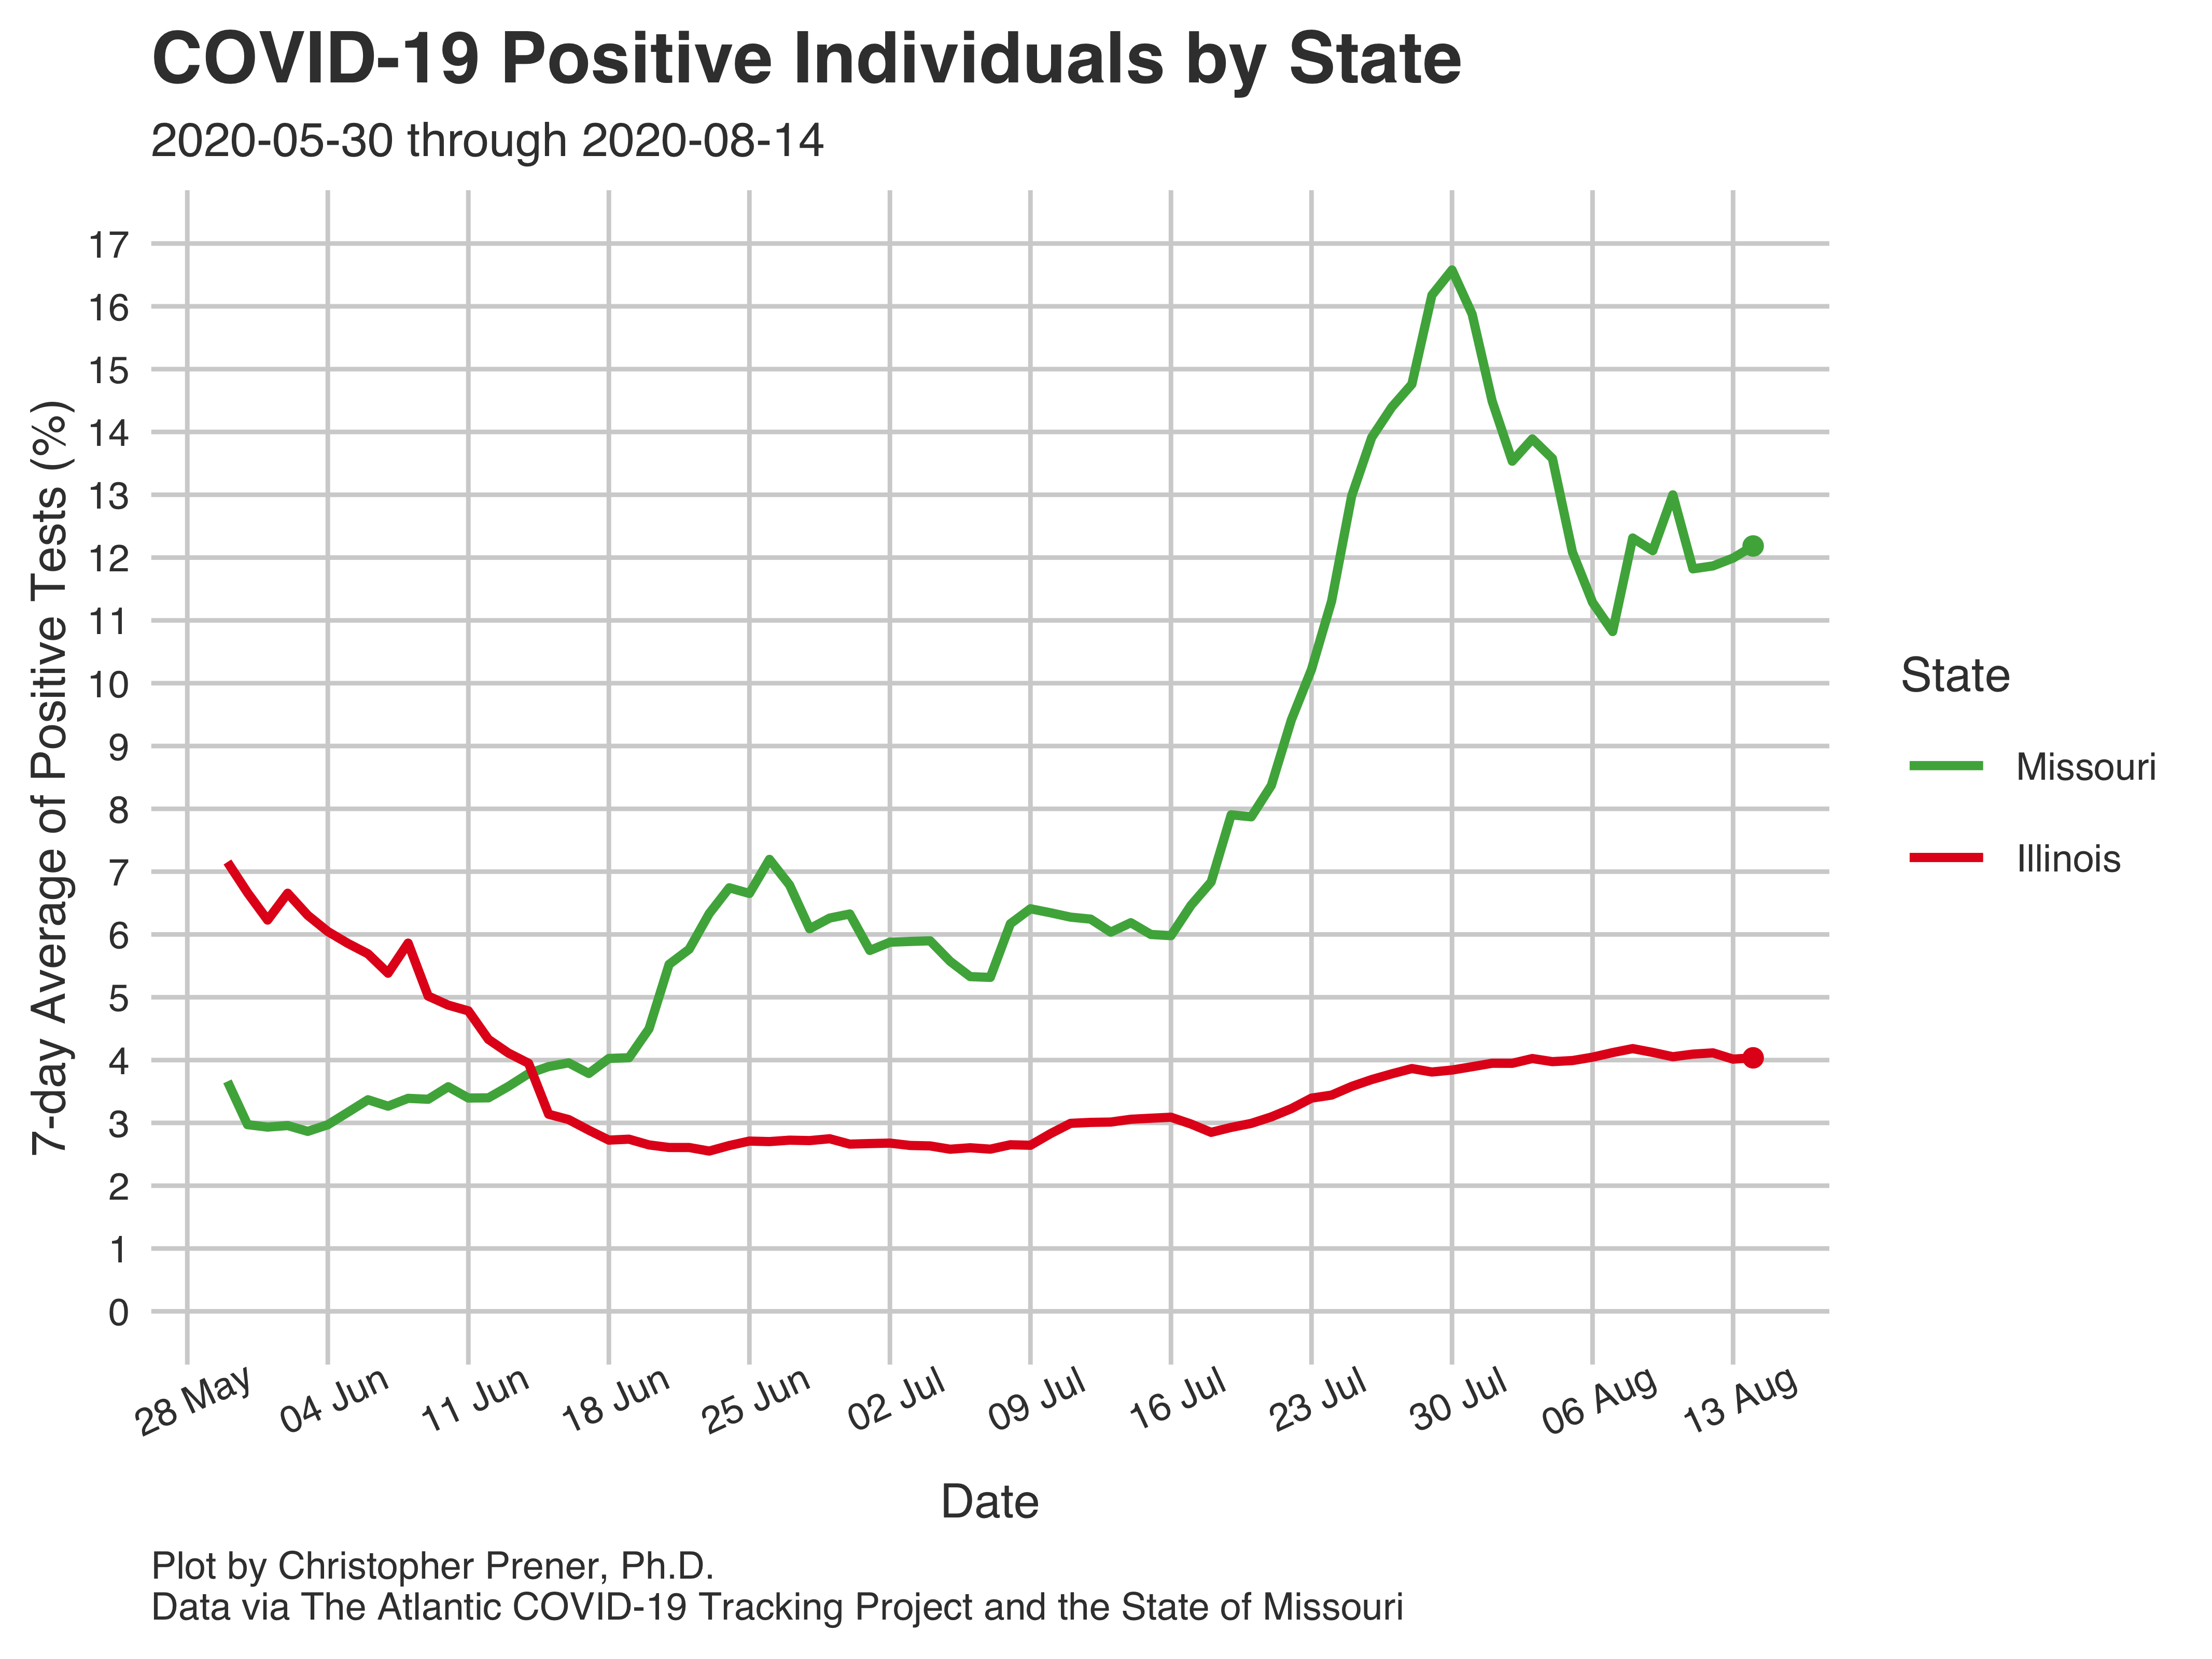 COVID-19 Positive Individuals by State
2020-05-30 through 2020-08-14
7-day Average of Positive Tests (%)
17
16
15
14
13
12
11
10
9
8
7
6
5
4
3
2
1
0
28 May
04 Jun
11 Jun
18 Jun
25 Jun
02 Jul
09 Jul
16 Jul
23 Jul
30 Jul
06 Aug
13 Aug
Date
State
Missouri
Illinois
Plot by Christopher Prener, Ph.D.
Data via The Atlantic COVID-19 Tracking Project and the State of Missouri